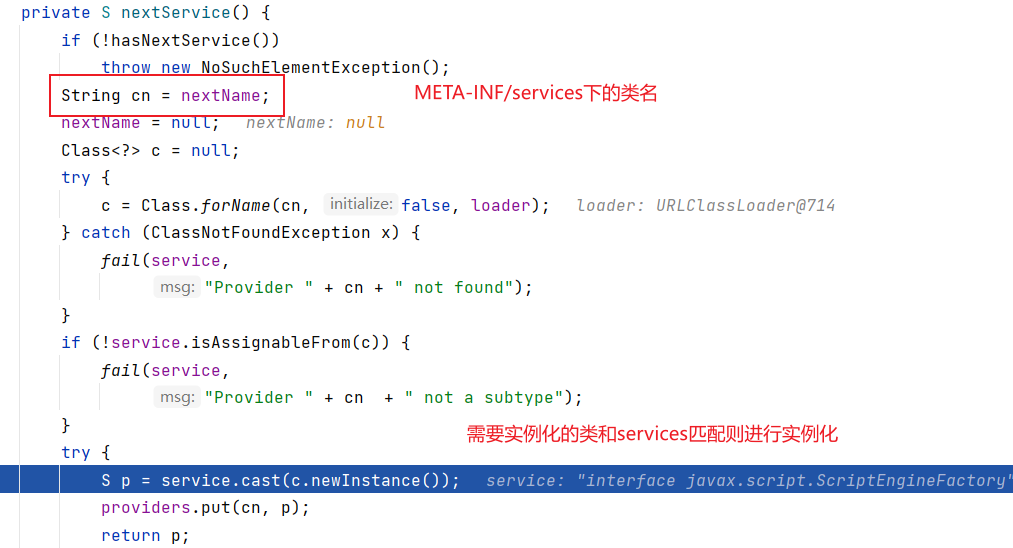 private S nextService() {
if (!hasNextService())
throw new NoSuchElementException();
String cn = nextName; META-INF/services下的类名
nextName = null; nextName: null
Class<?> c = null;
try {
c = Class.forName(cn, initialize: false, loader); loader: URLClassLoader@714
} catch (ClassNotFoundException x) {
fail(service,
msg: "Provider " + cn + " not found");
}
if (!service.isAssignableFrom(c)) {
fail(service,
msg: "Provider " + cn  + " not a subtype");
}
需要实例化的类和services匹配则进行实例化
try {
S p = service.cast(c.newInstance()); service: "interface javax.script.ScriptEngineFactory"
providers.put(cn, p);
return p;